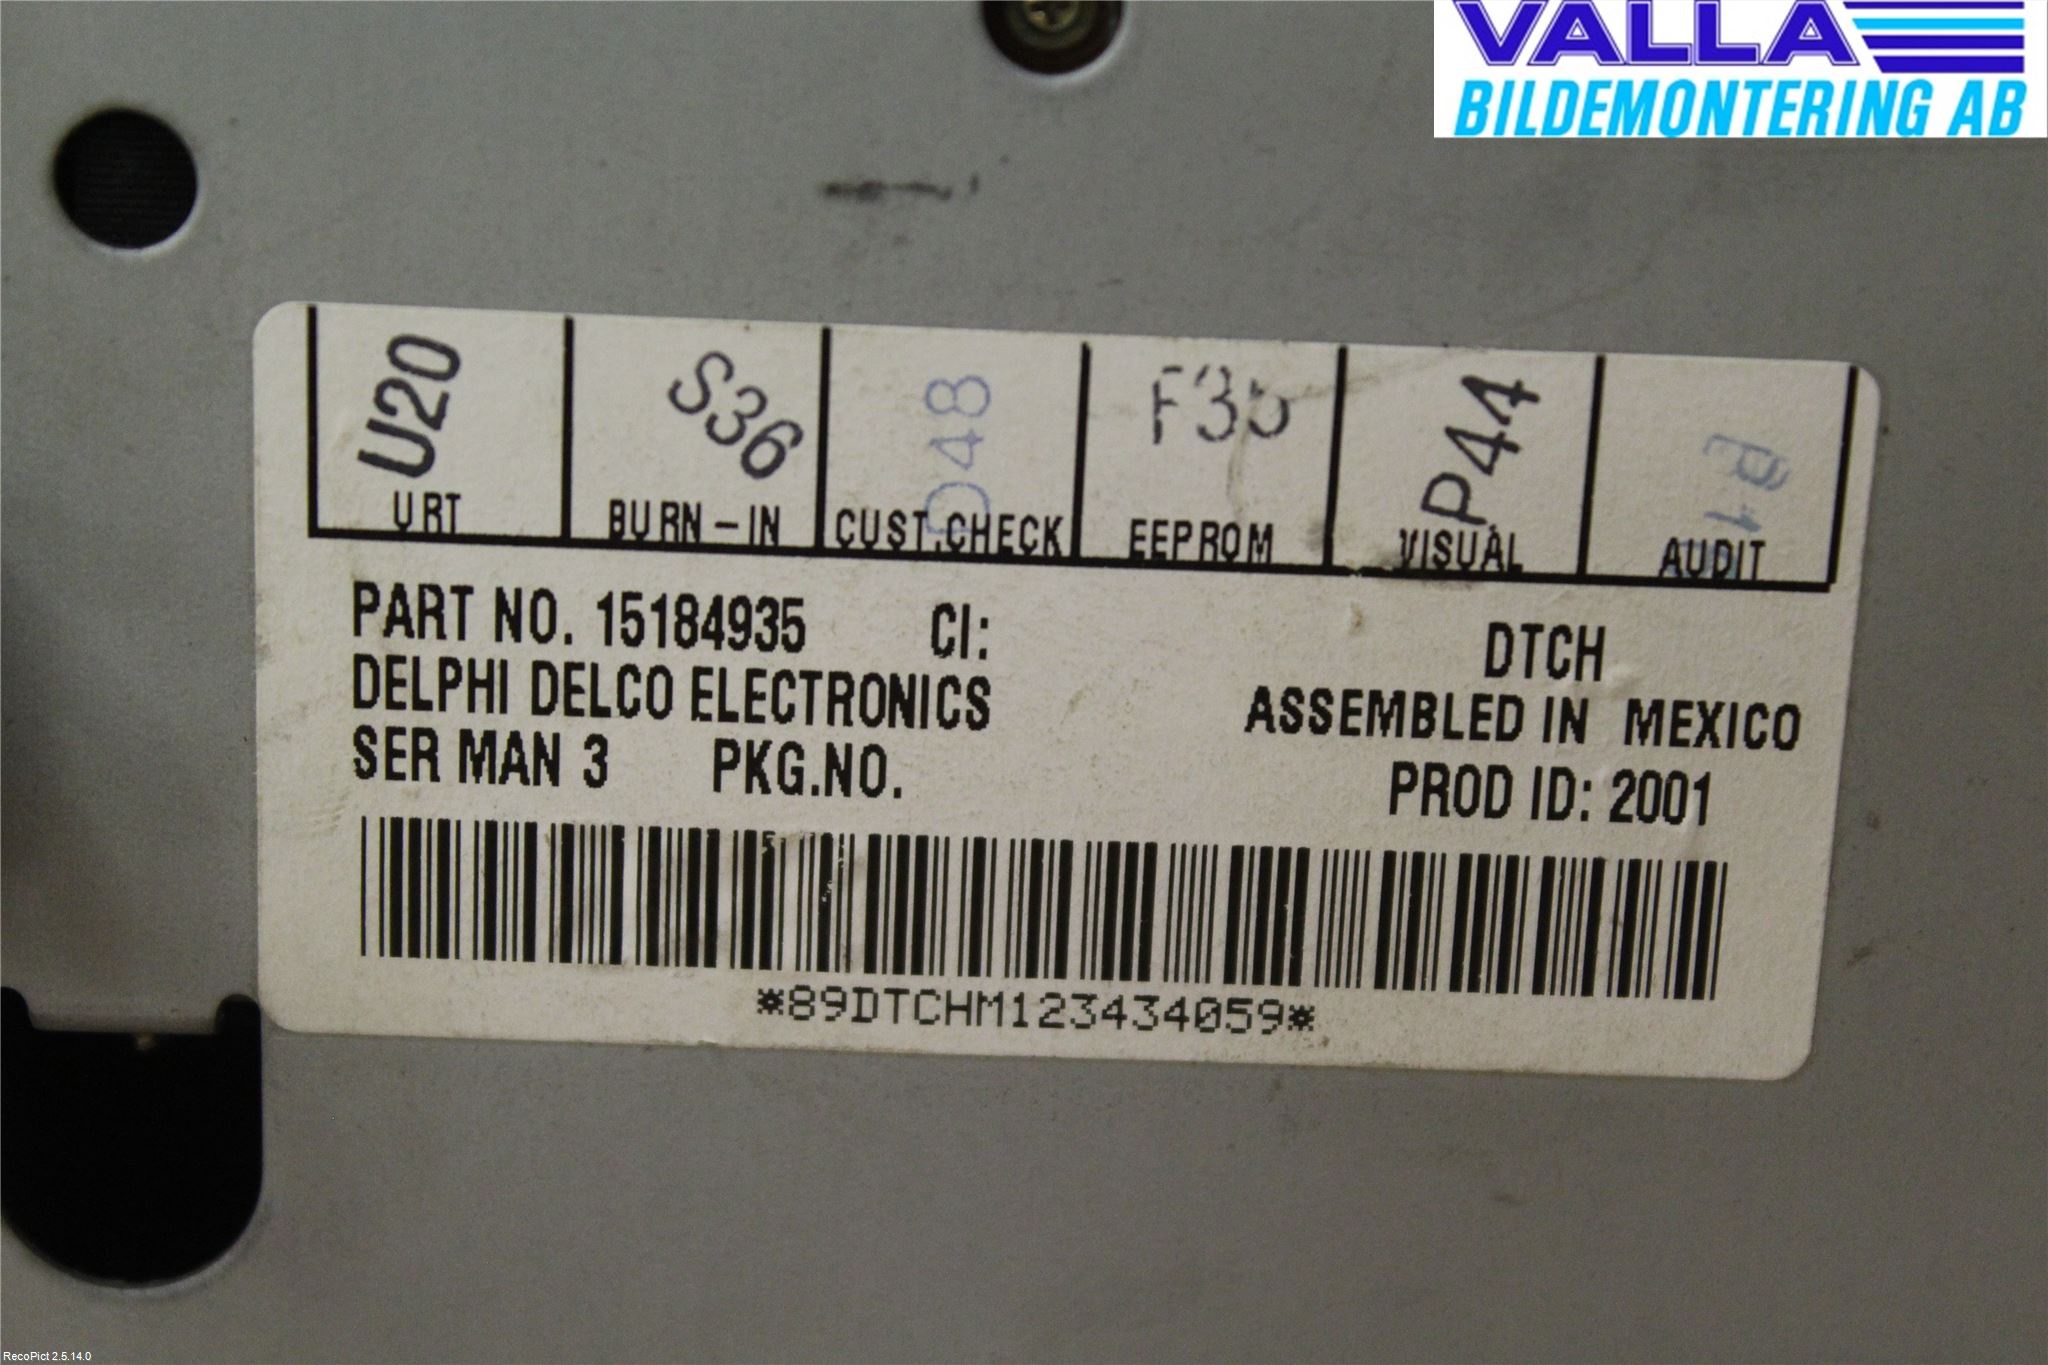 VALLA
BILDEMONTERING AB
U20 S36 D48 P44
URT BURN-IN CUST.CHECK EEPROM VISUAL AUDIT
PART NO. 15184935 CI: DTCH
DELPHI DELCO ELECTRONICS ASSEMBLED IN MEXICO
SER MAN 3 PKG.NO. PROD ID: 2001
*89DTCHM123434059*
RecoPict 2.5.14.0